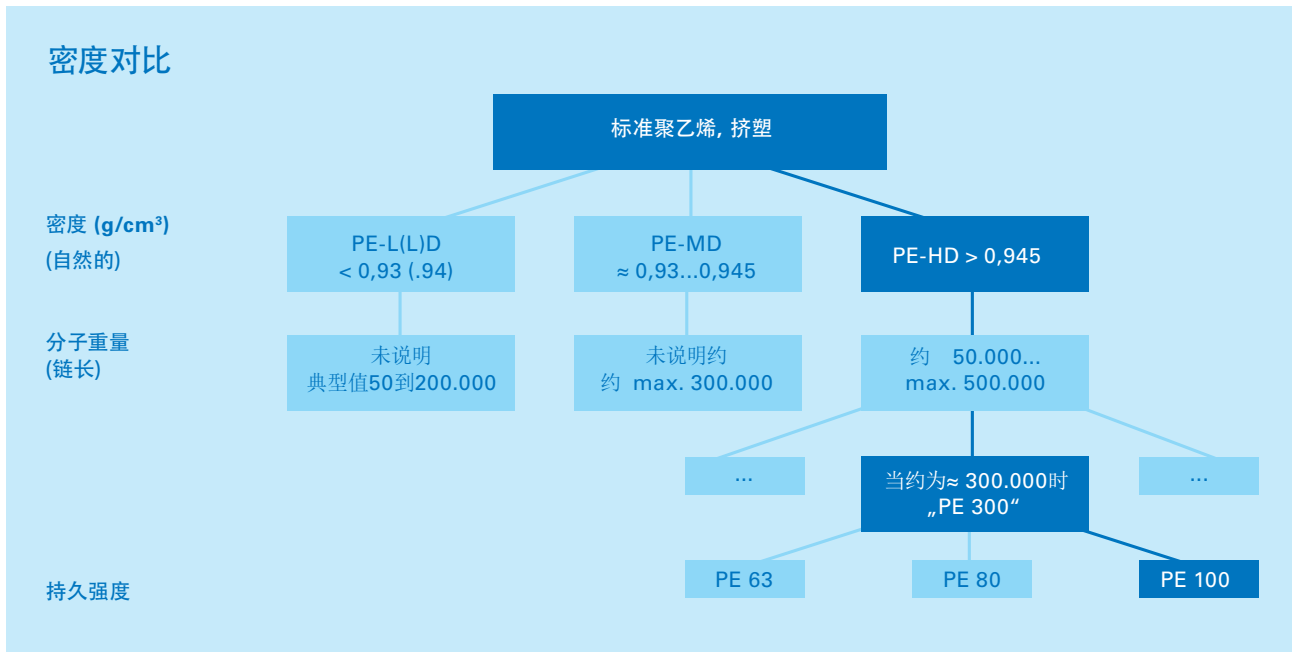 密度对比
标准聚乙烯, 挤塑
密度 (g/cm³)
(自然的)
PE-L(L)D
< 0,93 (.94)
PE-MD
≈ 0,93...0,945
PE-HD > 0,945
分子重量
(链长)
未说明
典型值50到200.000
未说明约
约 max. 300.000
约 50.000...
max. 500.000
...
当约为≈ 300.000时
„PE 300“
...
持久强度
PE 63
PE 80
PE 100